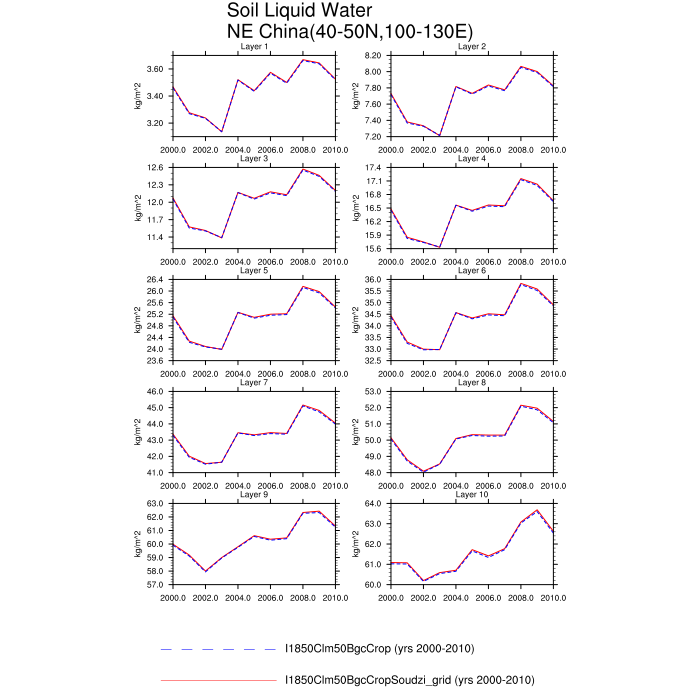 Soil Liquid Water
NE China(40-50N,100-130E)
Layer 1
kg/m^2
3.60
3.40
3.20
2000.0 2002.0 2004.0 2006.0 2008.0 2010.0
Layer 2
kg/m^2
8.20
8.00
7.80
7.60
7.40
7.20
2000.0 2002.0 2004.0 2006.0 2008.0 2010.0
Layer 3
kg/m^2
12.6
12.3
12.0
11.7
11.4
2000.0 2002.0 2004.0 2006.0 2008.0 2010.0
Layer 4
kg/m^2
17.4
17.1
16.8
16.5
16.2
15.9
15.6
2000.0 2002.0 2004.0 2006.0 2008.0 2010.0
Layer 5
kg/m^2
26.4
26.0
25.6
25.2
24.8
24.4
24.0
23.6
2000.0 2002.0 2004.0 2006.0 2008.0 2010.0
Layer 6
kg/m^2
36.0
35.5
35.0
34.5
34.0
33.5
33.0
32.5
2000.0 2002.0 2004.0 2006.0 2008.0 2010.0
Layer 7
kg/m^2
46.0
45.0
44.0
43.0
42.0
41.0
2000.0 2002.0 2004.0 2006.0 2008.0 2010.0
Layer 8
kg/m^2
53.0
52.0
51.0
50.0
49.0
48.0
2000.0 2002.0 2004.0 2006.0 2008.0 2010.0
Layer 9
kg/m^2
63.0
62.0
61.0
60.0
59.0
58.0
57.0
2000.0 2002.0 2004.0 2006.0 2008.0 2010.0
Layer 10
kg/m^2
64.0
63.0
62.0
61.0
60.0
2000.0 2002.0 2004.0 2006.0 2008.0 2010.0
I1850Clm50BgcCrop (yrs 2000-2010)
I1850Clm50BgcCropSoudzi_grid (yrs 2000-2010)